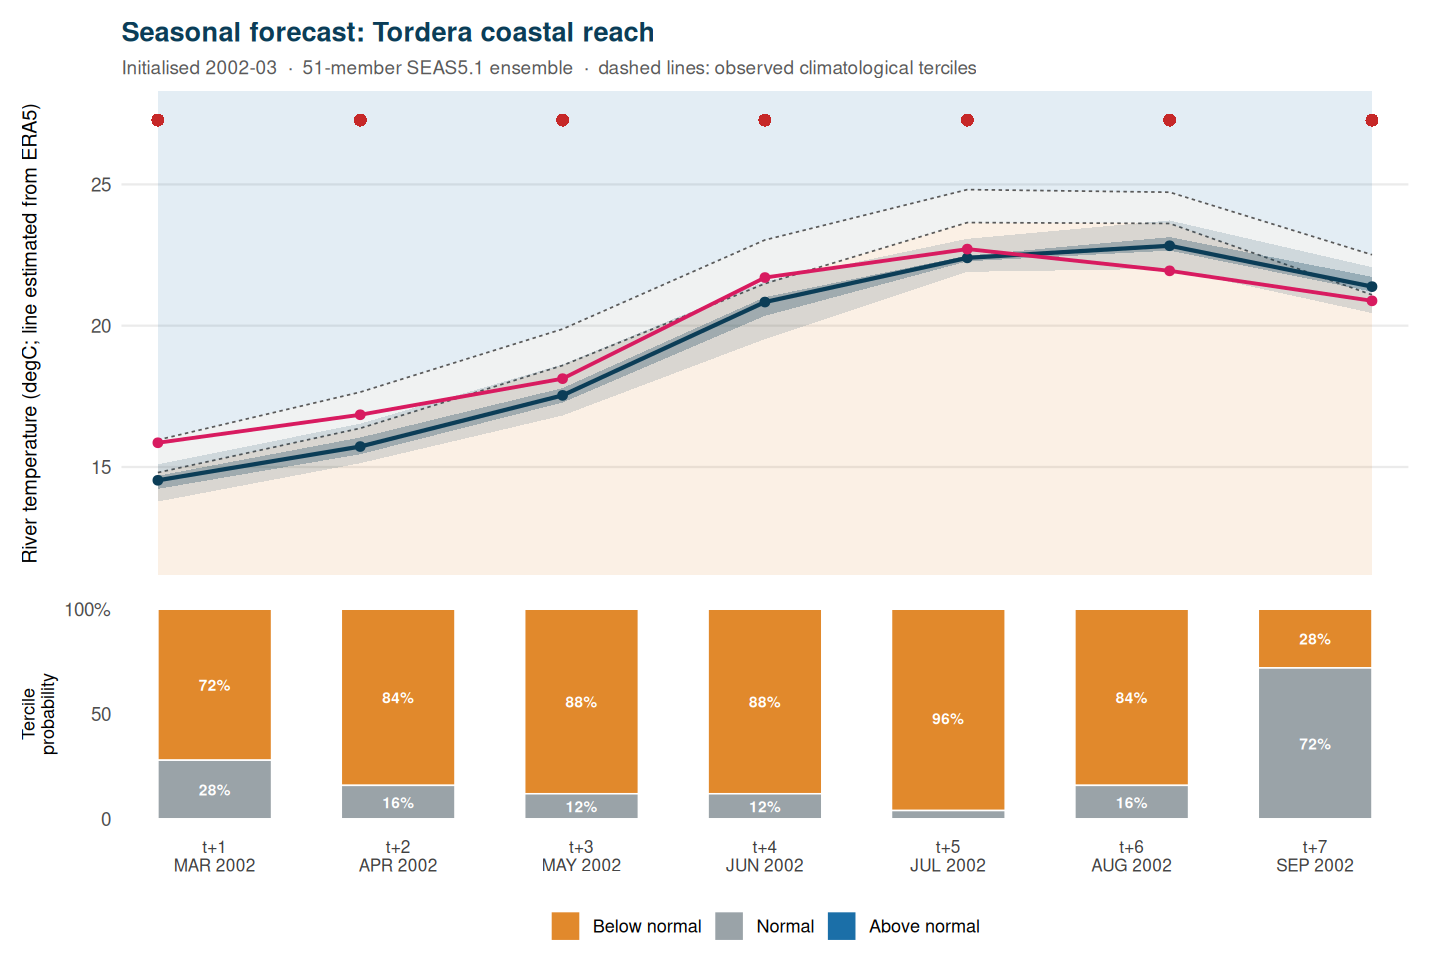 Seasonal forecast: Tordera coastal reach
Initialised 2002-03 · 51-member SEAS5.1 ensemble · dashed lines: observed climatological terciles
River temperature (degC; line estimated from ERA5)
25
20
15
Tercile
probability
100%
50
0
72%
28%
84%
16%
88%
12%
88%
12%
96%
84%
16%
28%
72%
t+1
MAR 2002
t+2
APR 2002
t+3
MAY 2002
t+4
JUN 2002
t+5
JUL 2002
t+6
AUG 2002
t+7
SEP 2002
Below normal
Normal
Above normal